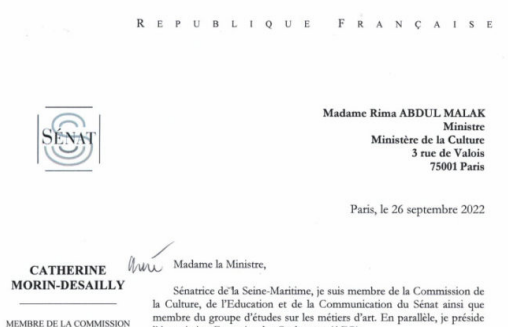 REPUBLIQUE FRANÇAISE
SÉNAT
Madame Rima ABDUL MALAK
Ministre
Ministère de la Culture
3 rue de Valois
75001 Paris
Paris, le 26 septembre 2022
CATHERINE
MORIN-DESAILLY
MEMBRE DE LA COMMISSION
Madame la Ministre,
Sénatrice de la Seine-Maritime, je suis membre de la Commission de
la Culture, de l'Education et de la Communication du Sénat ainsi que
membre du groupe d'études sur les métiers d'art. En parallèle, je préside